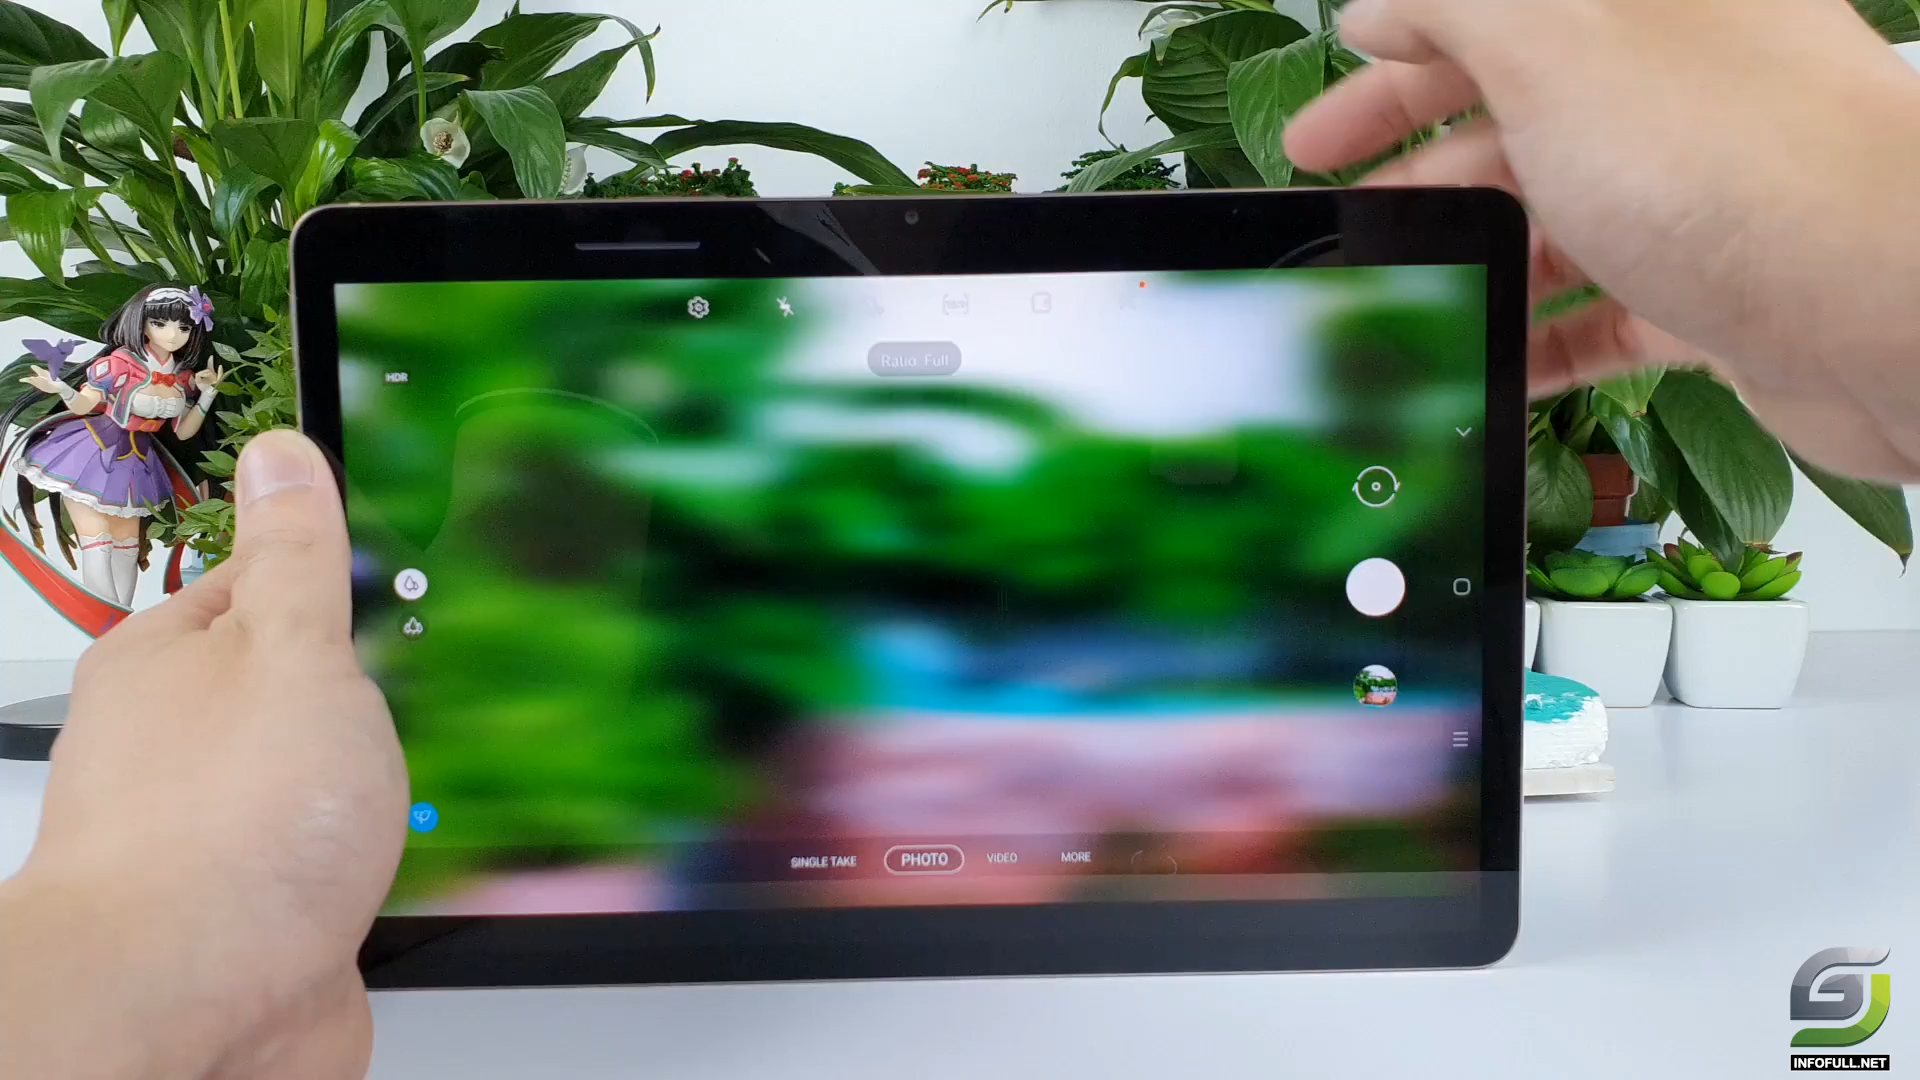 Ratio Full
HDR
SINGLE TAKE
PHOTO
VIDEO
MORE
INFOFULL.NET